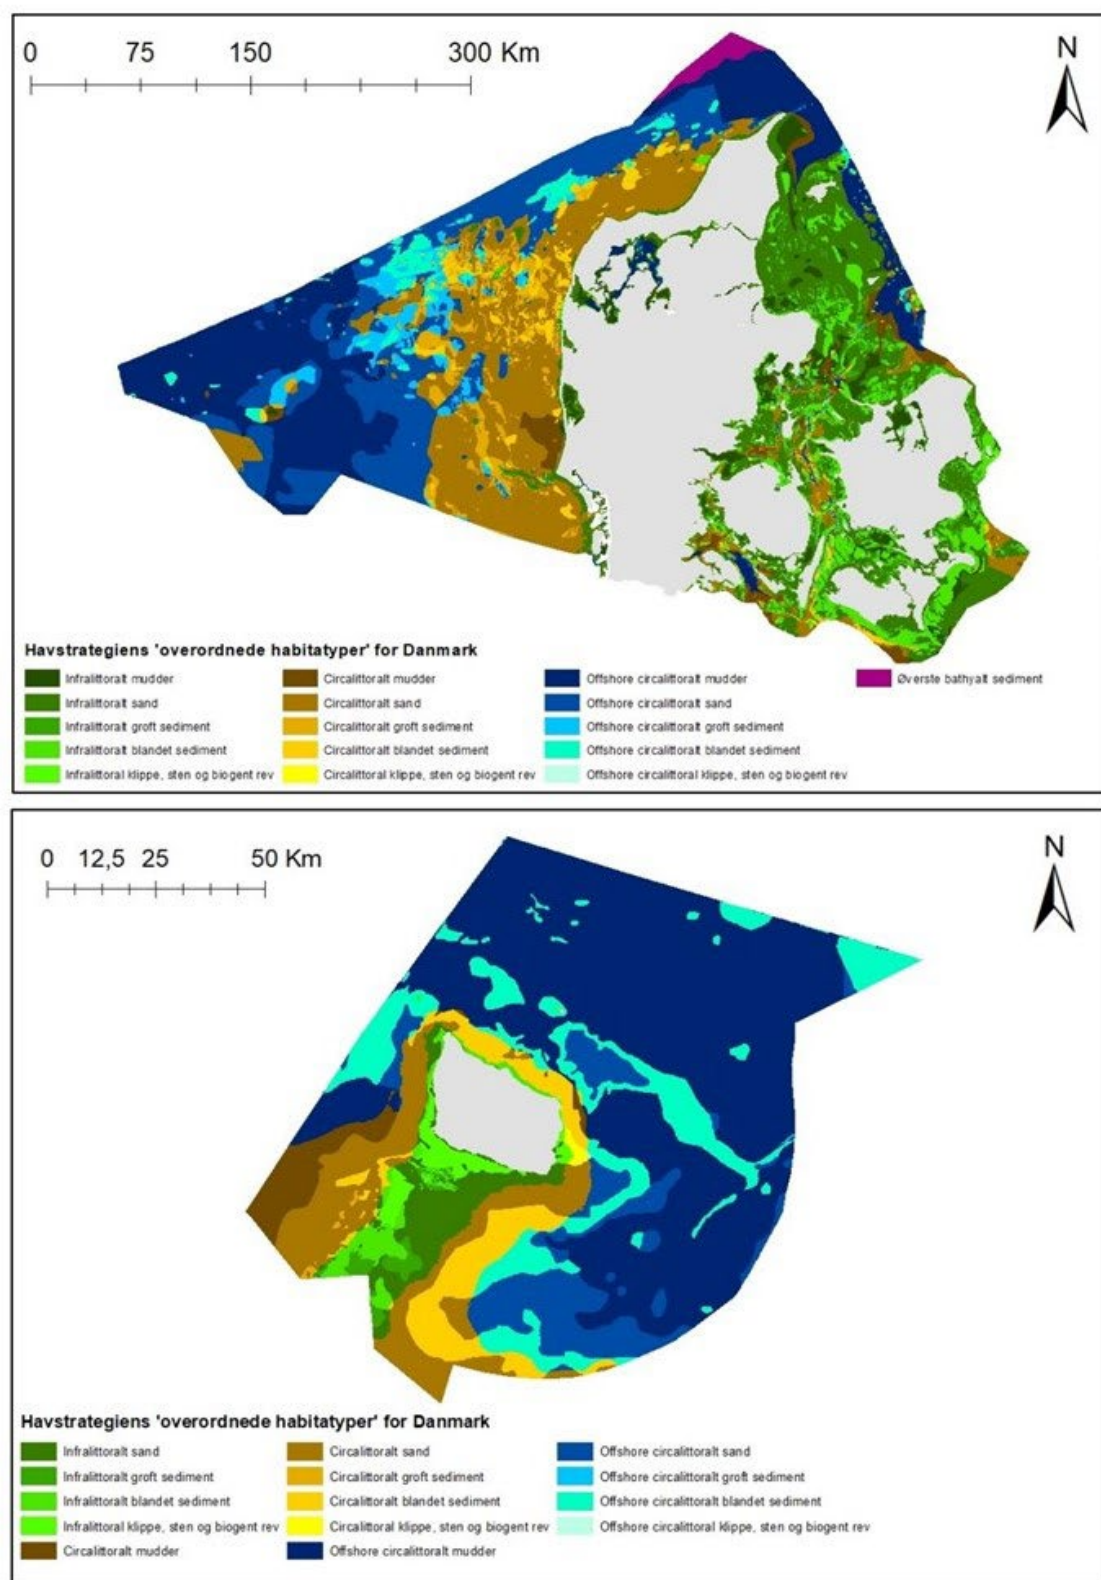 0 75 150 300 Km
N
Havstrategiens 'overordnede habitatyper' for Danmark
Infralittoralt mudder Circalittoralt mudder Offshore circalittoralt mudder Øverste bathyalt sediment
Infralittoralt sand Circalittoralt sand Offshore circalittoralt sand
Infralittoralt groft sediment Circalittoralt groft sediment Offshore circalittoralt groft sediment
Infralittoralt blandet sediment Circalittoralt blandet sediment Offshore circalittoralt blandet sediment
Infralittoral klippe, sten og biogent rev Circalittoral klippe, sten og biogent rev Offshore circalittoral klippe, sten og biogent rev
0 12,5 25 50 Km
N
Havstrategiens 'overordnede habitatyper' for Danmark
Infralittoralt sand Circalittoralt sand Offshore circalittoralt sand
Infralittoralt groft sediment Circalittoralt groft sediment Offshore circalittoralt groft sediment
Infralittoralt blandet sediment Circalittoralt blandet sediment Offshore circalittoralt blandet sediment
Infralittoral klippe, sten og biogent rev Circalittoral klippe, sten og biogent rev Offshore circalittoral klippe, sten og biogent rev
Circalittoralt mudder Offshore circalittoralt mudder